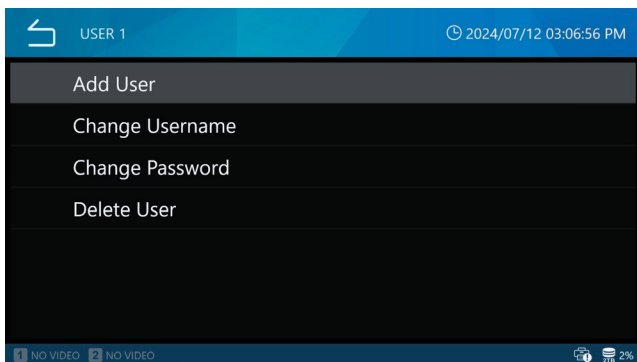 USER 1 2024/07/12 03:06:56 PM
Add User
Change Username
Change Password
Delete User
1 NO VIDEO 2 NO VIDEO 2TB 2%